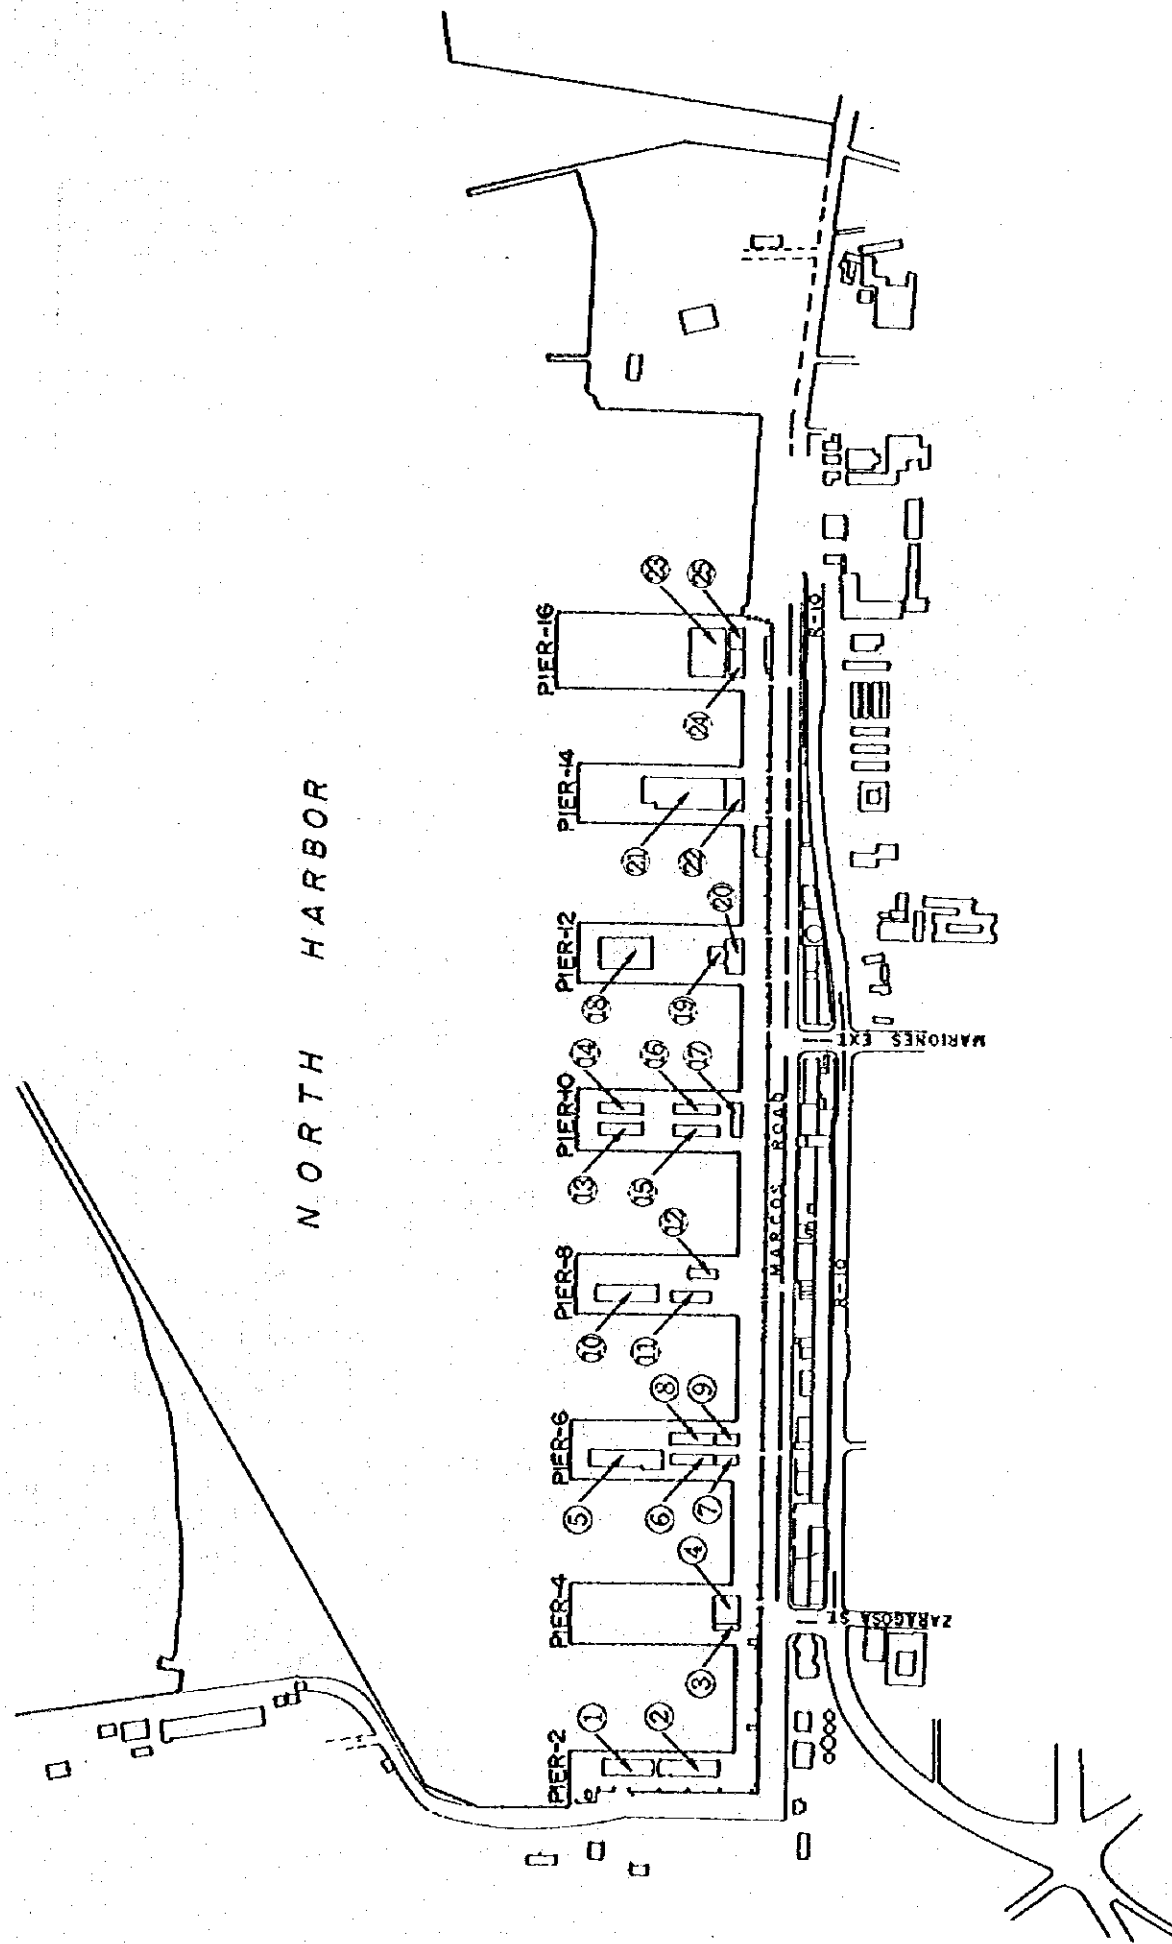 NORTH HARBOR
PIER-2
PIER-4
PIER-6
PIER-8
PIER-10
PIER-12
PIER-14
PIER-16
1
2
3
4
5
6
7
8
9
10
11
12
13
14
15
16
17
18
19
20
21
22
23
24
25
MARCOS ROAD
R-10
R-10
ZARAGOSA ST.
MARIONES EXT